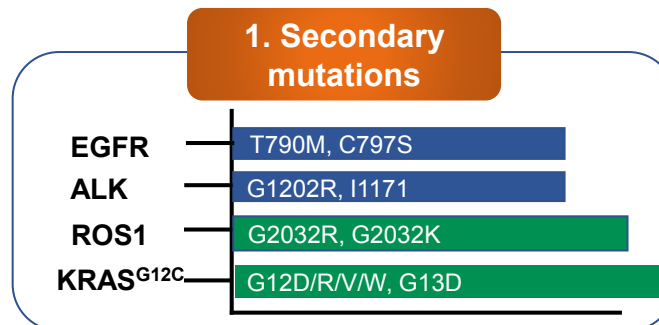 1. Secondary
mutations
EGFR T790M, C797S
ALK G1202R, I1171
ROS1 G2032R, G2032K
KRASG12C G12D/R/V/W, G13D